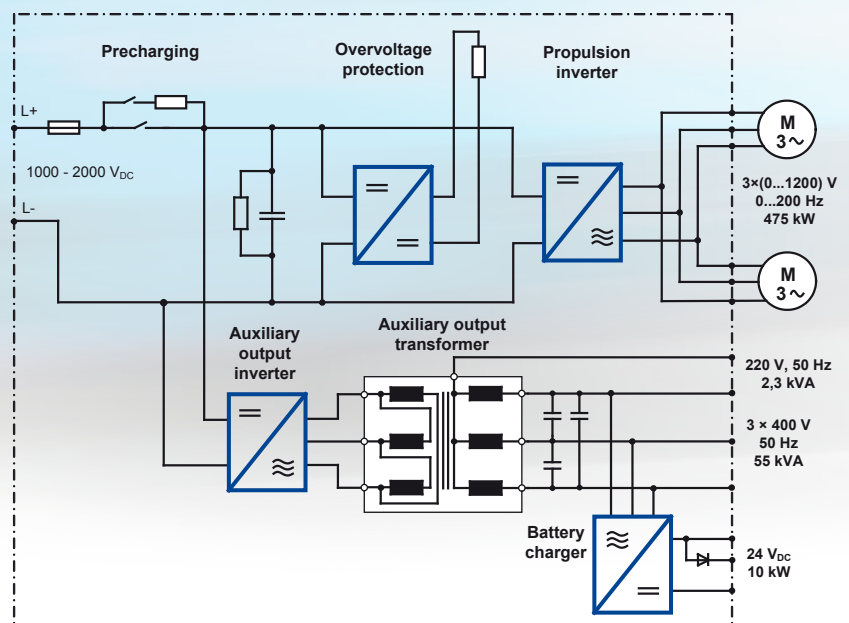 Precharging
Overvoltage
protection
Propulsion
inverter
L+
1000 - 2000 V_DC
L-
M
3∼
3×(0...1200) V
0...200 Hz
475 kW
M
3∼
Auxiliary
output
inverter
Auxiliary output
transformer
220 V, 50 Hz
2,3 kVA
3 × 400 V
50 Hz
55 kVA
Battery
charger
24 V_DC
10 kW